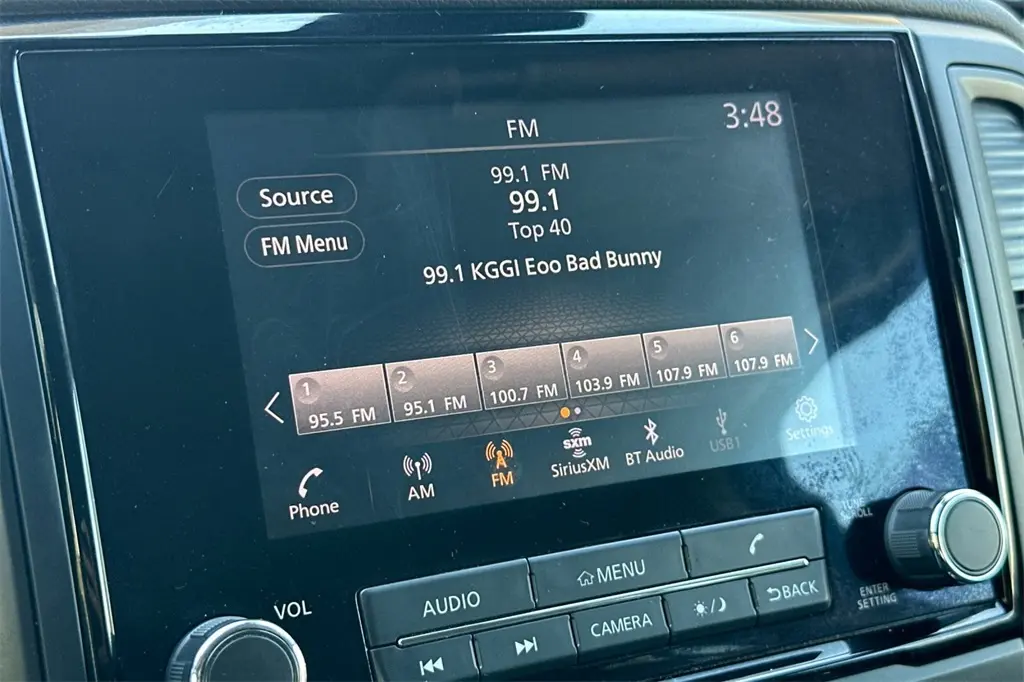 FM
3:48
Source
FM Menu
99.1 FM
99.1
Top 40
99.1 KGGI Eoo Bad Bunny
1 2 3 4 5 6
95.5 FM 95.1 FM 100.7 FM 103.9 FM 107.9 FM 107.9 FM
Phone
AM
FM
sxm
SiriusXM
BT Audio
USB1
Settings
TUNE
SCROLL
VOL
AUDIO
MENU
CAMERA
BACK
ENTER
SETTING